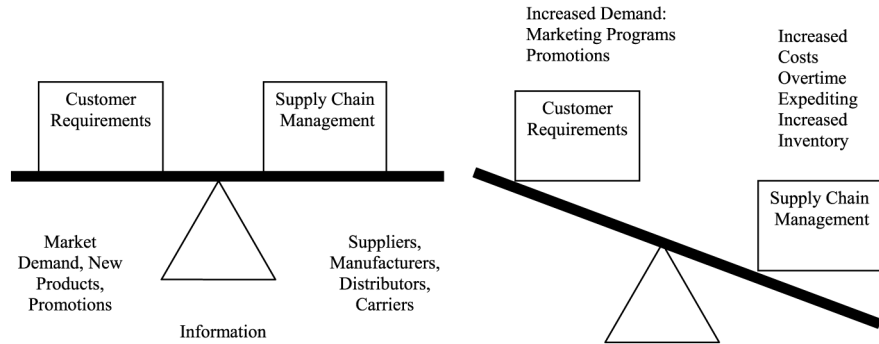 Customer
Requirements
Supply Chain
Management
Market
Demand, New
Products,
Promotions
Suppliers,
Manufacturers,
Distributors,
Carriers
Information
Increased Demand:
Marketing Programs
Promotions
Increased
Costs
Overtime
Expediting
Increased
Inventory
Customer
Requirements
Supply Chain
Management